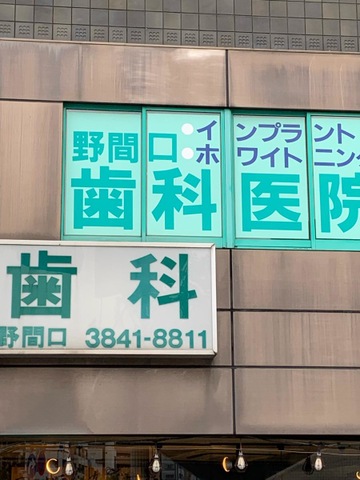 野間口
●インプラント
●ホワイトニング
歯科医院
歯科
野間口 3841-8811